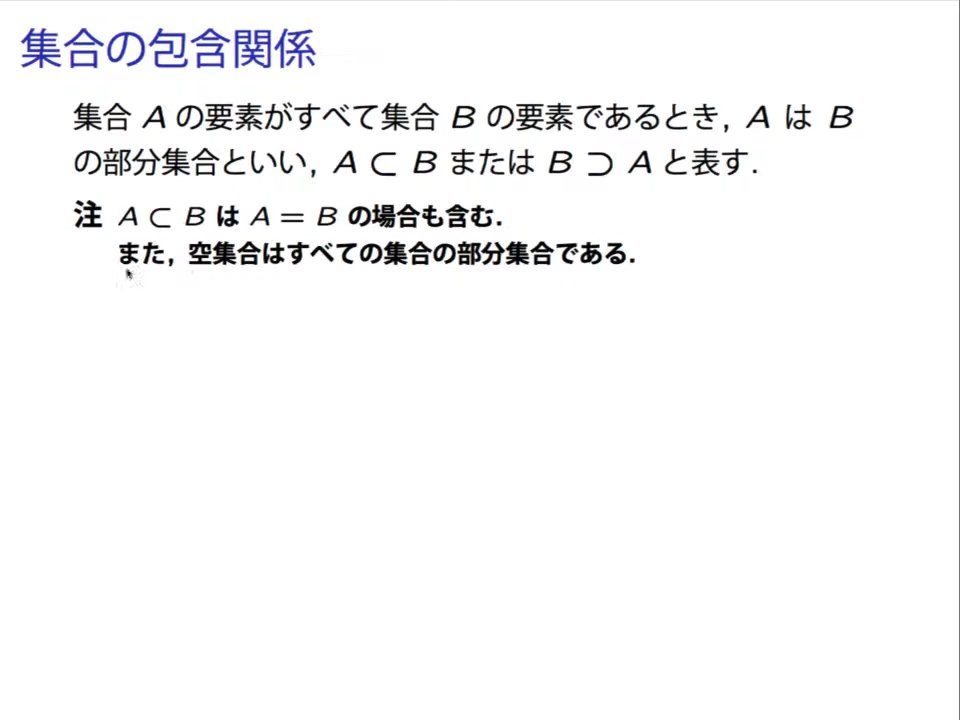 集合の包含関係
集合 A の要素がすべて集合 B の要素であるとき, A は B
の部分集合といい, A ⊂ B または B ⊃ A と表す.
注 A ⊂ B は A = B の場合も含む.
また, 空集合はすべての集合の部分集合である.